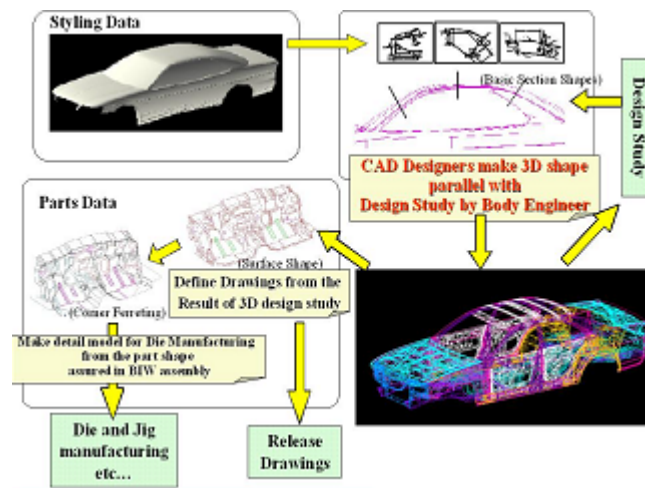 Styling Data
(Basic Section Shapes)
Design Study
CAD Designers make 3D shape
parallel with
Design Study by Body Engineer
Parts Data
(Surface Shape)
(Corner Ferreting)
Define Drawings from the
Result of 3D design study
Make detail model for Die Manufacturing
from the part shape
assured in BIW assembly
Die and Jig
manufacturing
etc...
Release
Drawings